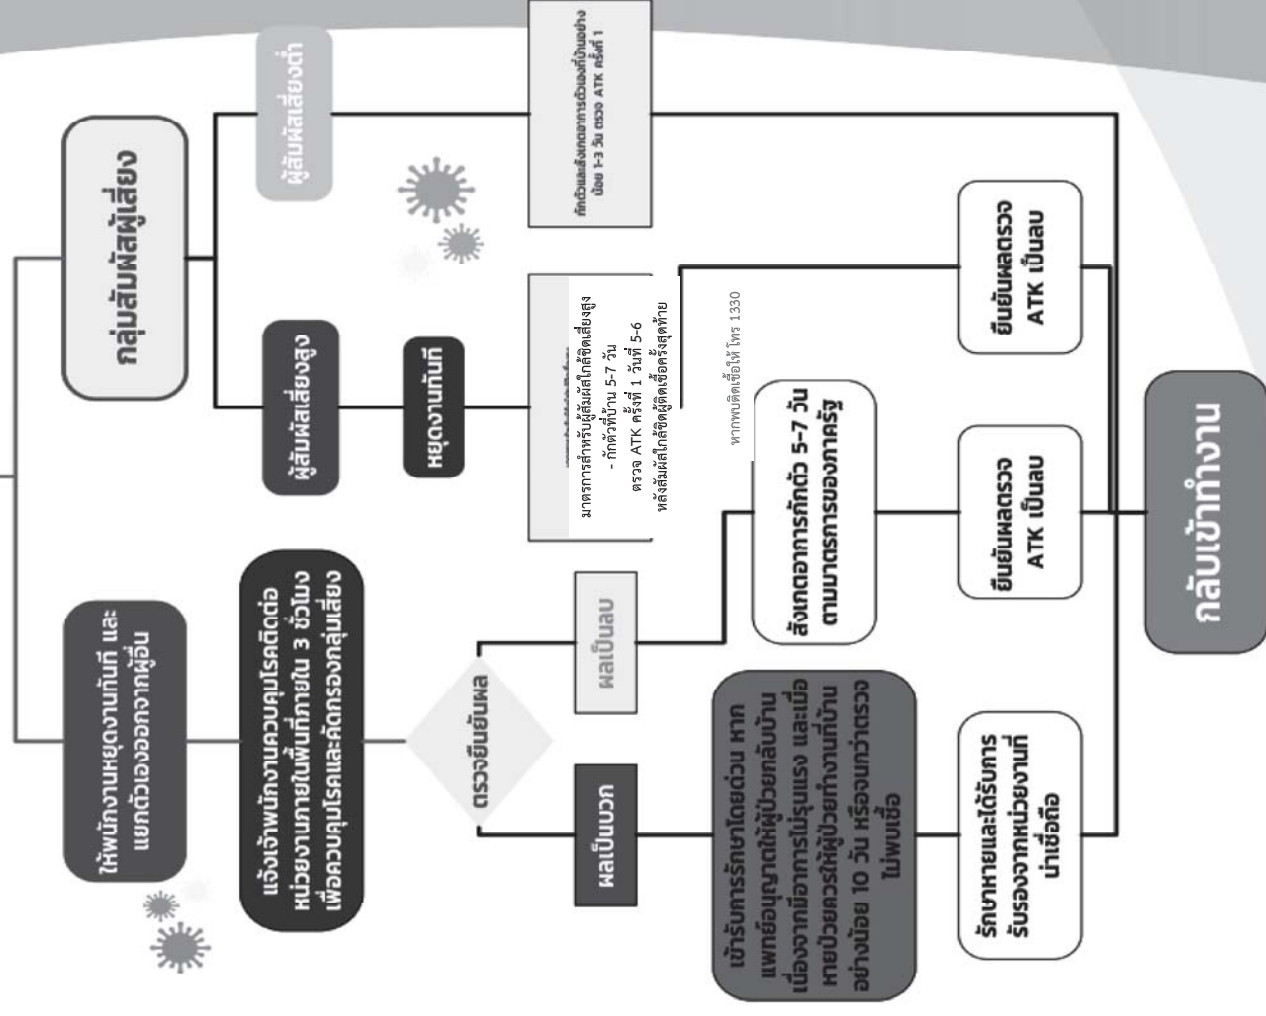 ให้พนักงานหยุดงานทันที และ
แยกตัวเองออกจากผู้อื่น
กลุ่มสัมผัสผู้เสี่ยง
แจ้งเจ้าพนักงานควบคุมโรคติดต่อ
หน่วยงานภายในพื้นที่ภายใน 3 ชั่วโมง
เพื่อควบคุมโรคและคัดกรองกลุ่มเสี่ยง
ผู้สัมผัสเสี่ยงสูง
ผู้สัมผัสเสี่ยงต่ำ
หยุดงานทันที
ตรวจยืนยันผล
ผลเป็นบวก
ผลเป็นลบ
มาตรการสำหรับผู้สัมผัสใกล้ชิดเสี่ยงสูง
- กักตัวที่บ้าน 5-7 วัน
ตรวจ ATK ครั้งที่ 1 วันที่ 5-6
หลังสัมผัสใกล้ชิดผู้ติดเชื้อครั้งสุดท้าย
กักตัวและสังเกตอาการตัวเองที่บ้านอย่าง
น้อย 1-3 วัน ตรวจ ATK ครั้งที่ 1
หากพบติดเชื้อให้ โทร 1330
เข้ารับการรักษาโดยด่วน หาก
แพทย์อนุญาตให้ผู้ป่วยกลับบ้าน
เนื่องจากมีอาการไม่รุนแรง และเมื่อ
หายป่วยควรให้ผู้ป่วยทำงานที่บ้าน
อย่างน้อย 10 วัน หรือจนกว่าตรวจ
ไม่พบเชื้อ
สังเกตอาการกักตัว 5-7 วัน
ตามมาตรการของภาครัฐ
รักษาหายและได้รับการ
รับรองจากหน่วยงานที่
น่าเชื่อถือ
ยืนยันผลตรวจ
ATK เป็นลบ
ยืนยันผลตรวจ
ATK เป็นลบ
กลับเข้าทำงาน